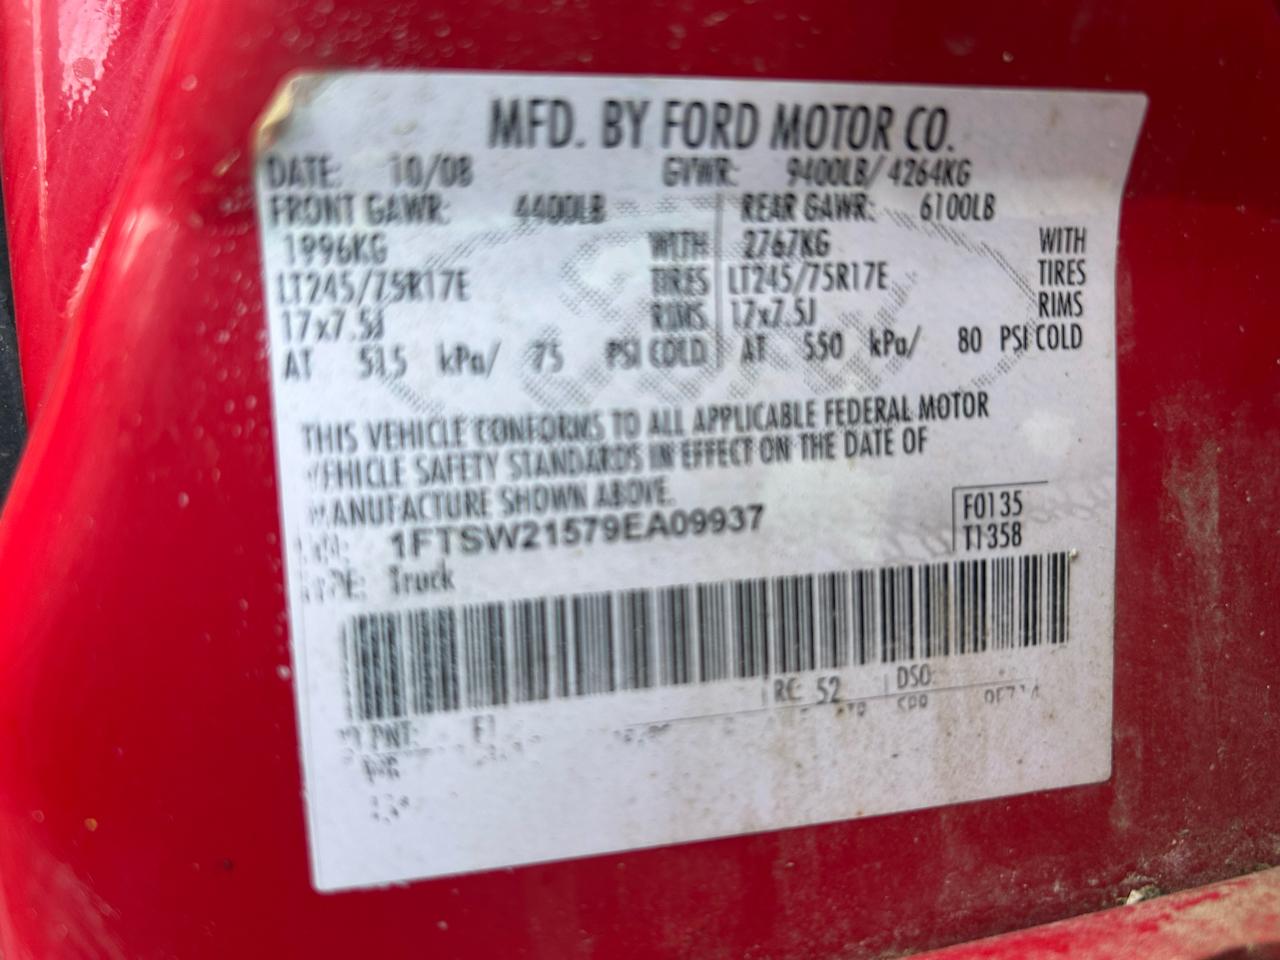 MFD. BY FORD MOTOR CO.
DATE: 10/08 GVWR: 9400LB/ 4264KG
FRONT GAWR: 4400LB REAR GAWR: 6100LB
1996KG WITH 2767KG WITH
LT245/75R17E TIRES LT245/75R17E TIRES
17x7.5J RIMS 17x7.5J RIMS
AT 515 kPa/ 75 PSI COLD AT 550 kPa/ 80 PSI COLD
THIS VEHICLE CONFORMS TO ALL APPLICABLE FEDERAL MOTOR
VEHICLE SAFETY STANDARDS IN EFFECT ON THE DATE OF
MANUFACTURE SHOWN ABOVE.
1FTSW21579EA09937 F0135
T1358
TYPE: Truck
RC: 52 DSO:
PNT: F1